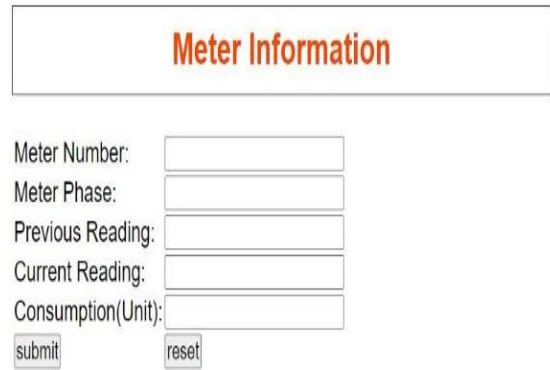 Meter Information
Meter Number:
Meter Phase:
Previous Reading:
Current Reading:
Consumption(Unit):
submit reset